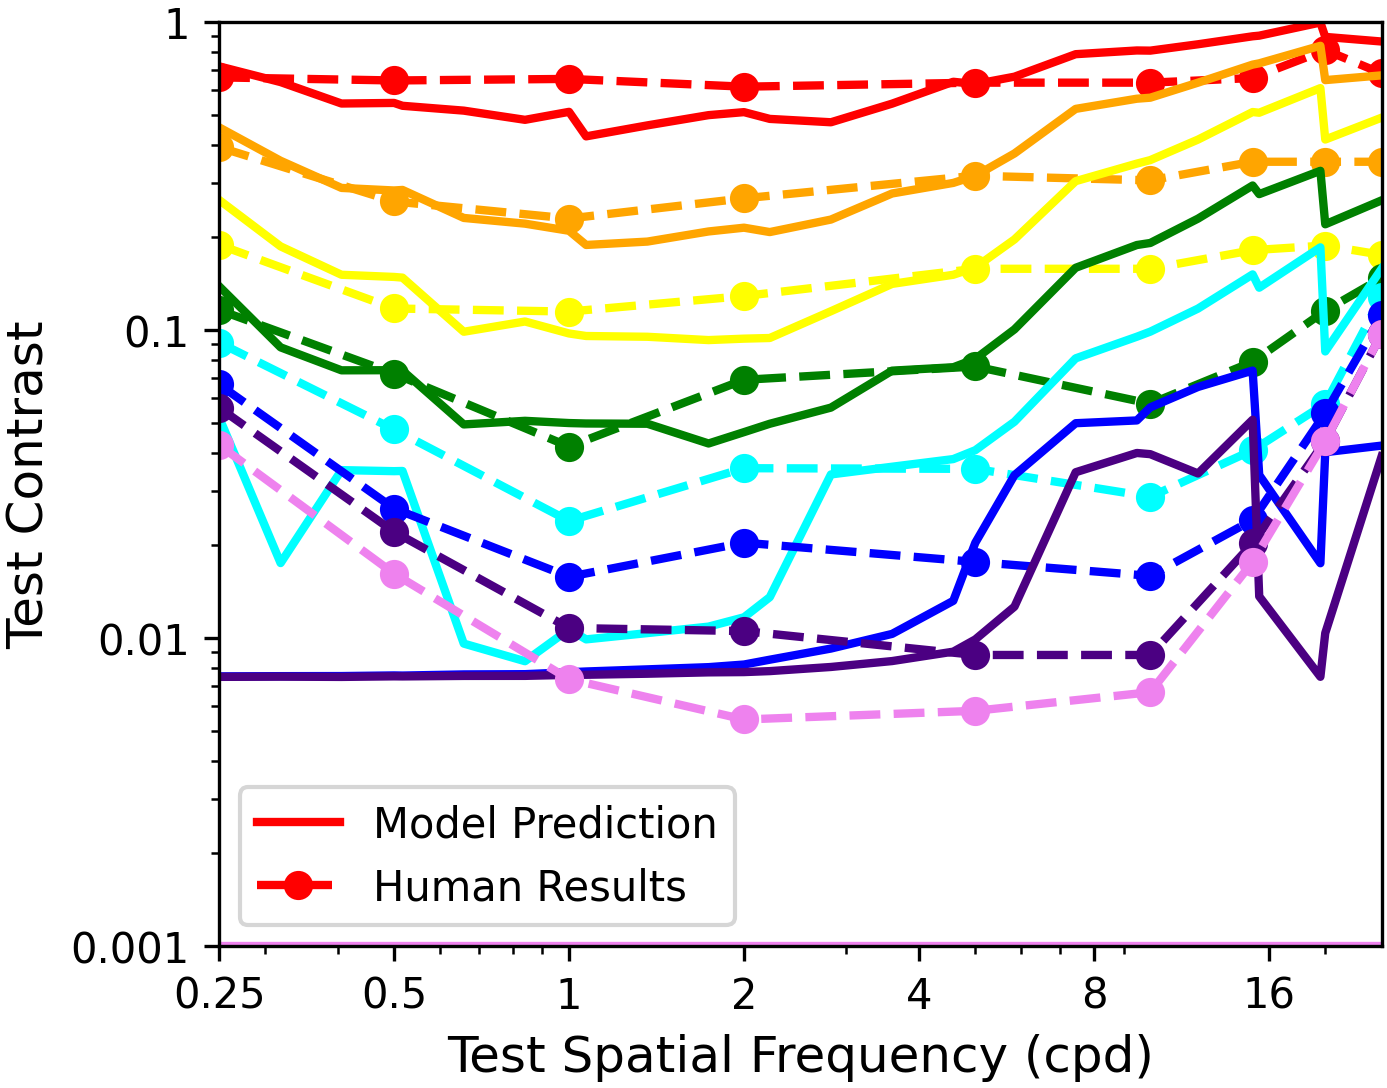 1
0.1
0.01
0.001
Test Contrast
Model Prediction
Human Results
0.25 0.5 1 2 4 8 16
Test Spatial Frequency (cpd)